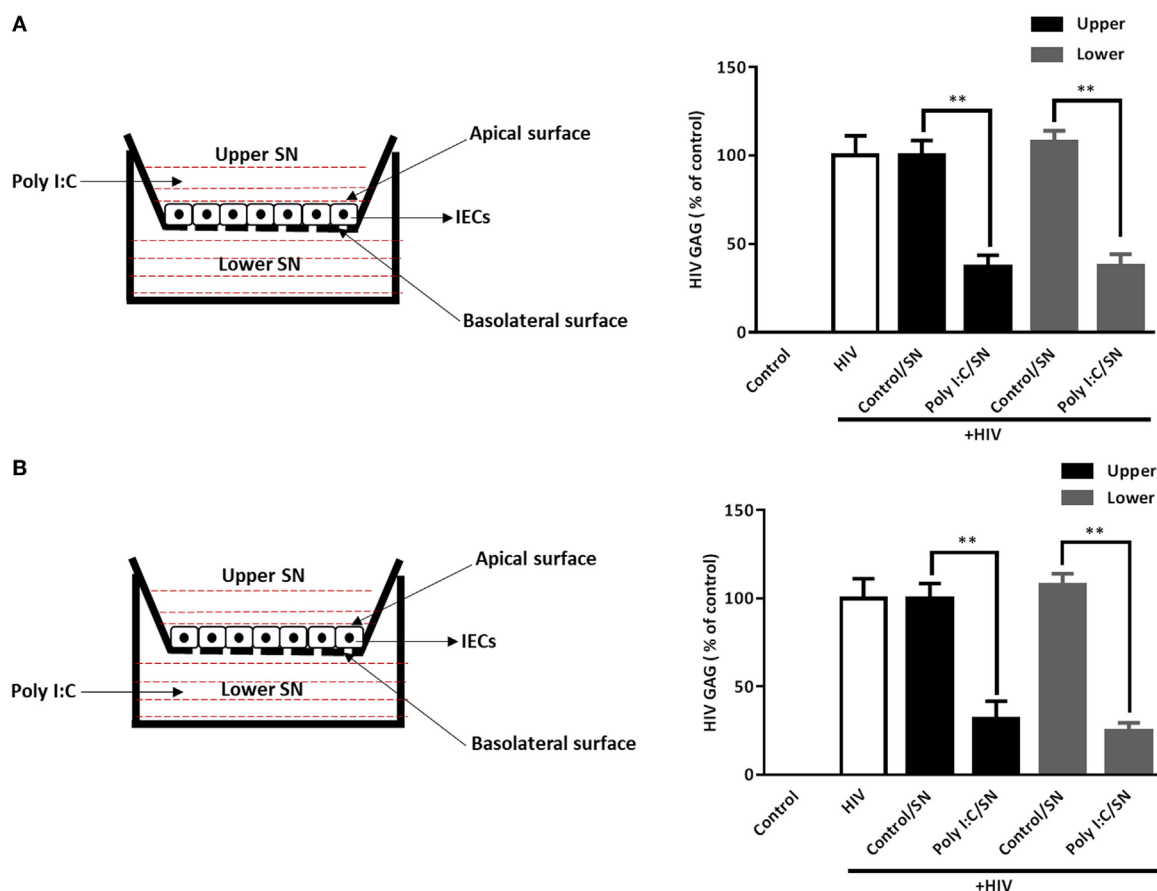 A
Upper SN
Apical surface
Poly I:C
IECs
Lower SN
Basolateral surface
Upper
Lower
HIV GAG ( % of control)
150
100
50
0
**
**
Control
HIV
Control/SN
Poly I:C/SN
Control/SN
Poly I:C/SN
+HIV
B
Upper SN
Apical surface
IECs
Poly I:C
Lower SN
Basolateral surface
Upper
Lower
HIV GAG ( % of control)
150
100
50
0
**
**
Control
HIV
Control/SN
Poly I:C/SN
Control/SN
Poly I:C/SN
+HIV